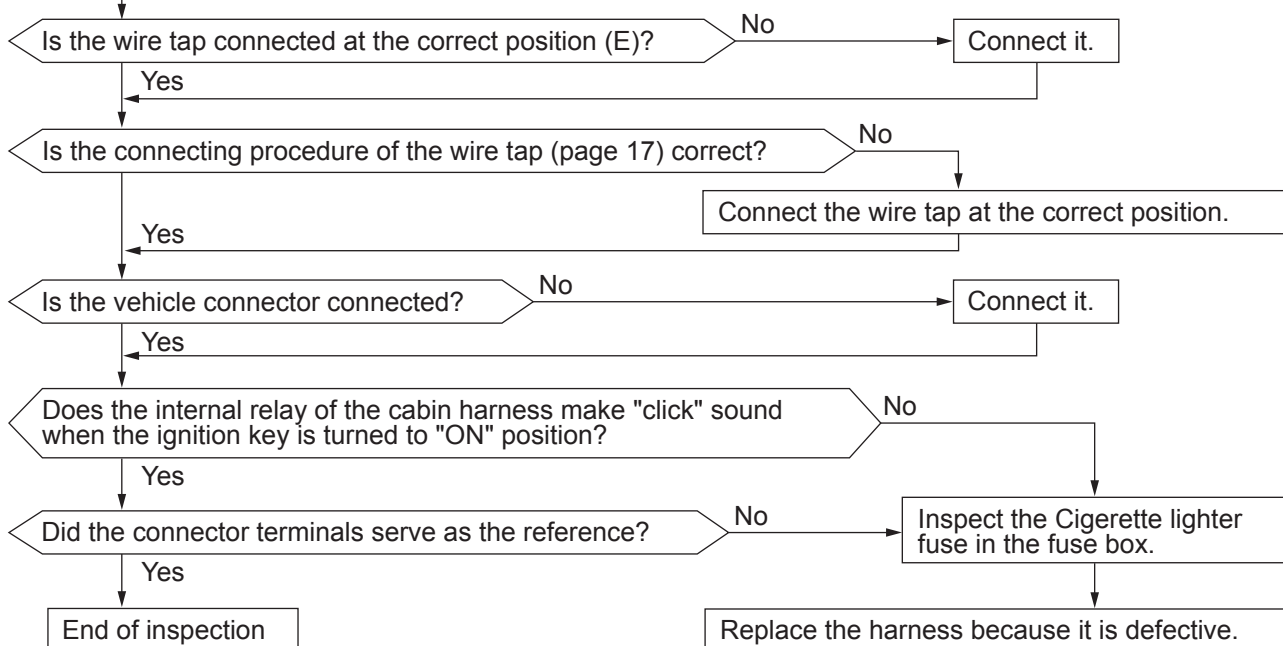 Is the wire tap connected at the correct position (E)?
No
Connect it.
Yes
Is the connecting procedure of the wire tap (page 17) correct?
No
Connect the wire tap at the correct position.
Yes
Is the vehicle connector connected?
No
Connect it.
Yes
Does the internal relay of the cabin harness make "click" sound
when the ignition key is turned to "ON" position?
No
Yes
Did the connector terminals serve as the reference?
No
Inspect the Cigerette lighter
fuse in the fuse box.
Yes
End of inspection
Replace the harness because it is defective.